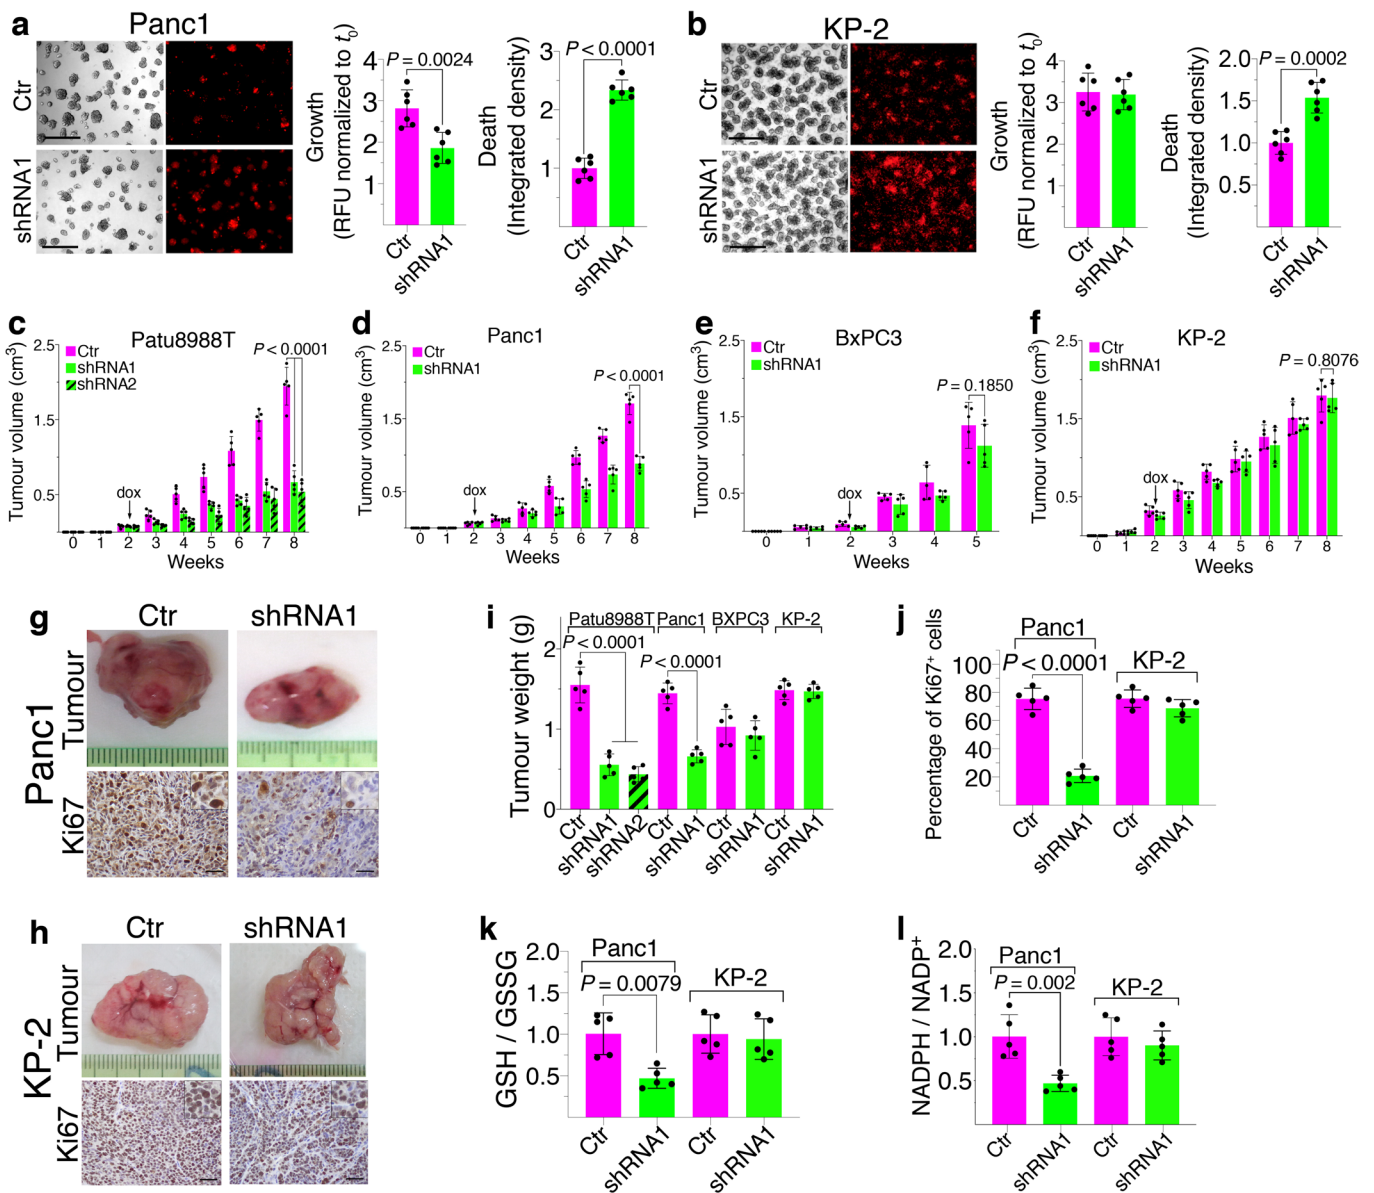 a
Panc1
Ctr
shRNA1
Growth
(RFU normalized to t0)
4
3
2
1
P = 0.0024
Ctr
shRNA1
Death
(Integrated density)
3
2
1
P < 0.0001
Ctr
shRNA1
b
KP-2
Ctr
shRNA1
Growth
(RFU normalized to t0)
4
3
2
1
Ctr
shRNA1
Death
(Integrated density)
2.0
1.5
1.0
0.5
P = 0.0002
Ctr
shRNA1
c
Patu8988T
Tumour volume (cm3)
2.5
1.5
0.5
Ctr
shRNA1
shRNA2
P < 0.0001
dox
0 1 2 3 4 5 6 7 8
Weeks
d
Panc1
Tumour volume (cm3)
2.5
1.5
0.5
Ctr
shRNA1
P < 0.0001
dox
0 1 2 3 4 5 6 7 8
Weeks
e
BxPC3
Tumour volume (cm3)
2.5
1.5
0.5
Ctr
shRNA1
P = 0.1850
dox
0 1 2 3 4 5
Weeks
f
KP-2
Tumour volume (cm3)
2.5
1.5
0.5
Ctr
shRNA1
P = 0.8076
dox
0 1 2 3 4 5 6 7 8
Weeks
g
Ctr
shRNA1
Panc1
Tumour
Ki67
h
Ctr
shRNA1
KP-2
Tumour
Ki67
i
Patu8988T Panc1 BXPC3 KP-2
Tumour weight (g)
2
1
0
P < 0.0001
P < 0.0001
Ctr
shRNA1
shRNA2
Ctr
shRNA1
Ctr
shRNA1
Ctr
shRNA1
j
Percentage of Ki67+ cells
100
80
60
40
20
Panc1
P < 0.0001
KP-2
Ctr
shRNA1
Ctr
shRNA1
k
GSH / GSSG
2.0
1.5
1.0
0.5
Panc1
P = 0.0079
KP-2
Ctr
shRNA1
Ctr
shRNA1
l
NADPH / NADP+
2.0
1.5
1.0
0.5
Panc1
P = 0.002
KP-2
Ctr
shRNA1
Ctr
shRNA1